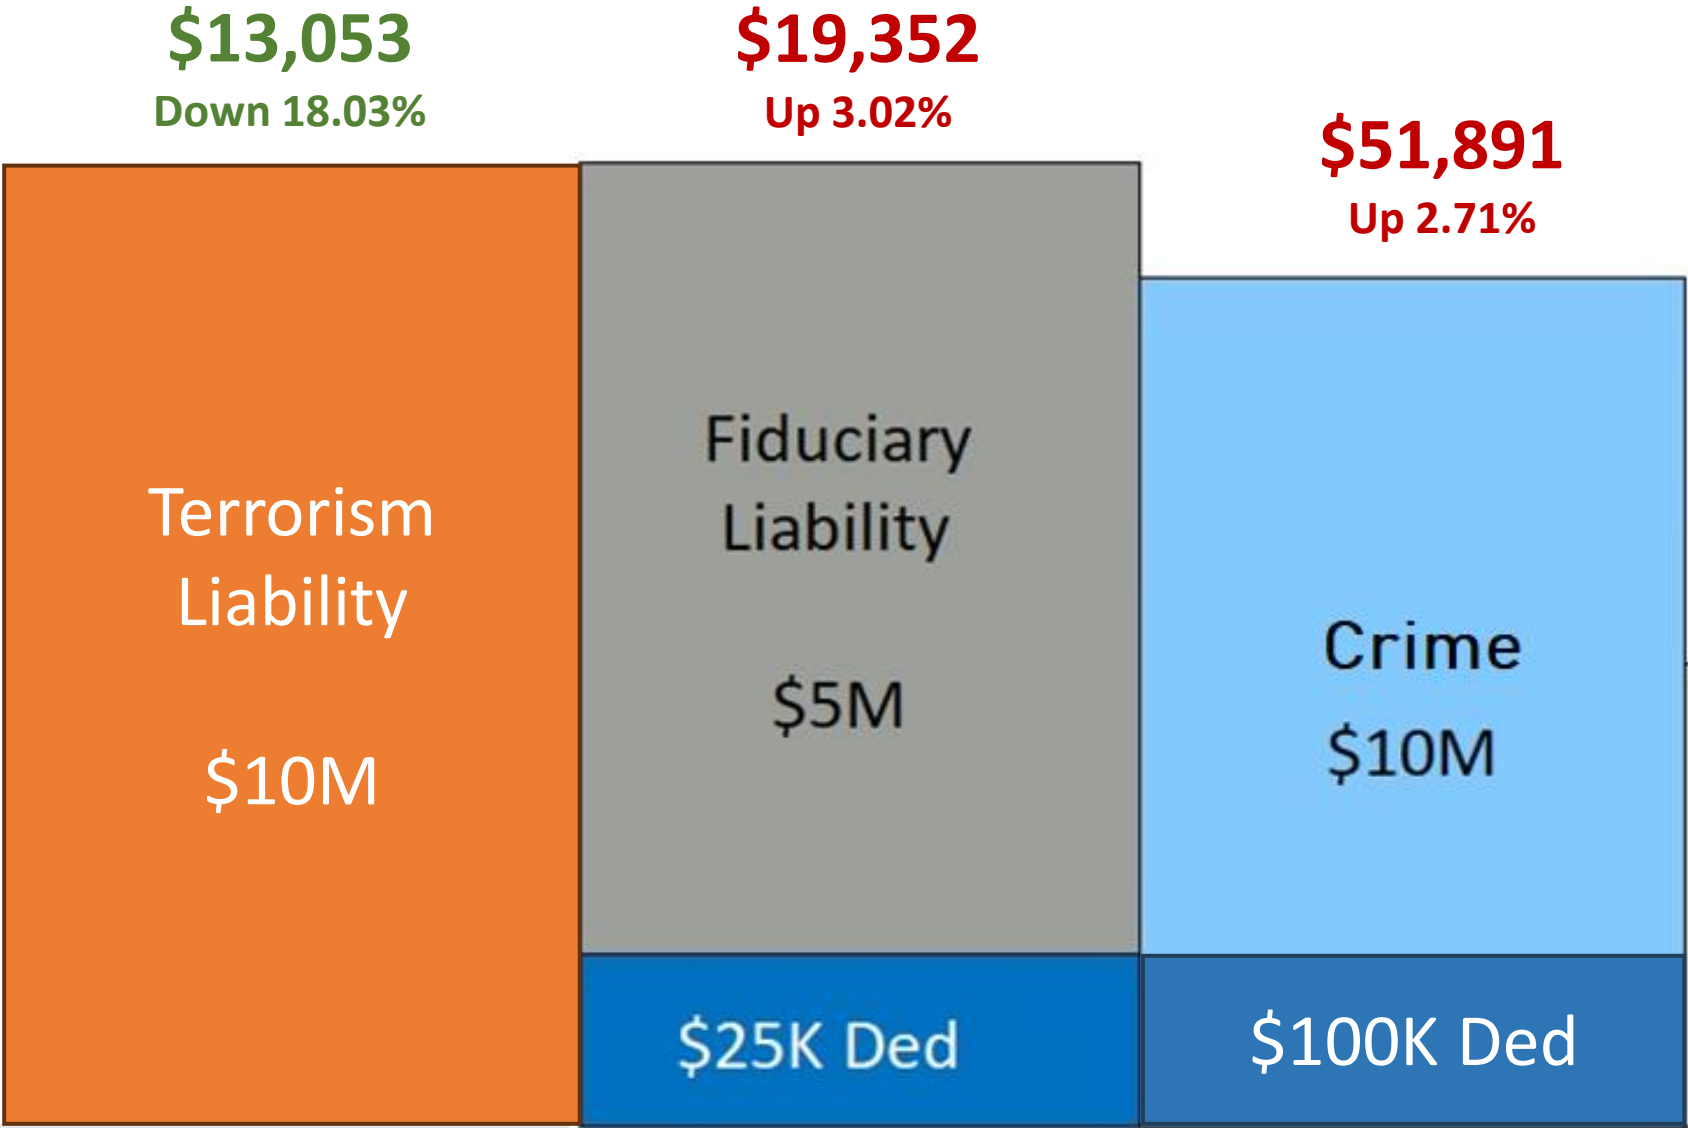 $13,053
Down 18.03%
Terrorism
Liability
$10M
$19,352
Up 3.02%
Fiduciary
Liability
$5M
$25K Ded
$51,891
Up 2.71%
Crime
$10M
$100K Ded